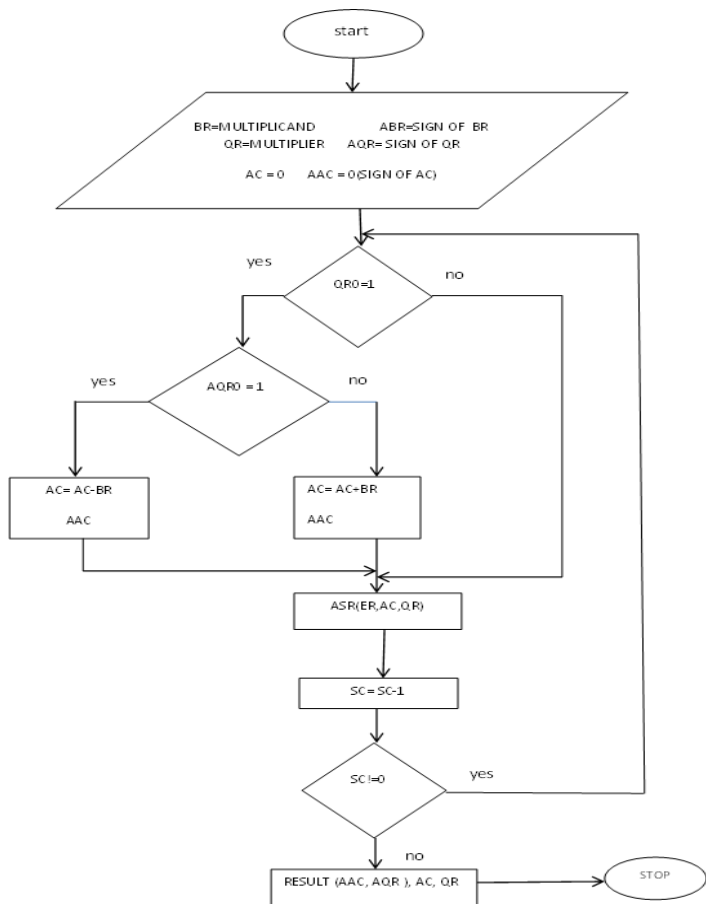 start
BR=MULTIPLICAND ABR=SIGN OF BR
QR=MULTIPLIER AQR= SIGN OF QR
AC = 0 AAC = 0(SIGN OF AC)
yes
QR0=1
no
yes
AQR0 = 1
no
AC= AC-BR
AAC
AC= AC+BR
AAC
ASR(ER,AC,QR)
SC= SC-1
SC!=0
yes
no
RESULT (AAC, AQR ), AC, QR
STOP